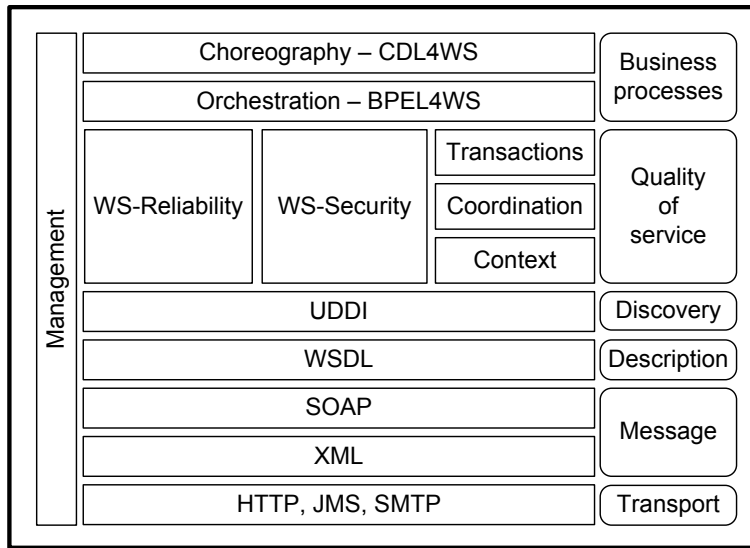 Management
Choreography – CDL4WS
Orchestration – BPEL4WS
Business
processes
WS-Reliability
WS-Security
Transactions
Coordination
Context
Quality
of
service
UDDI
Discovery
WSDL
Description
SOAP
XML
Message
HTTP, JMS, SMTP
Transport